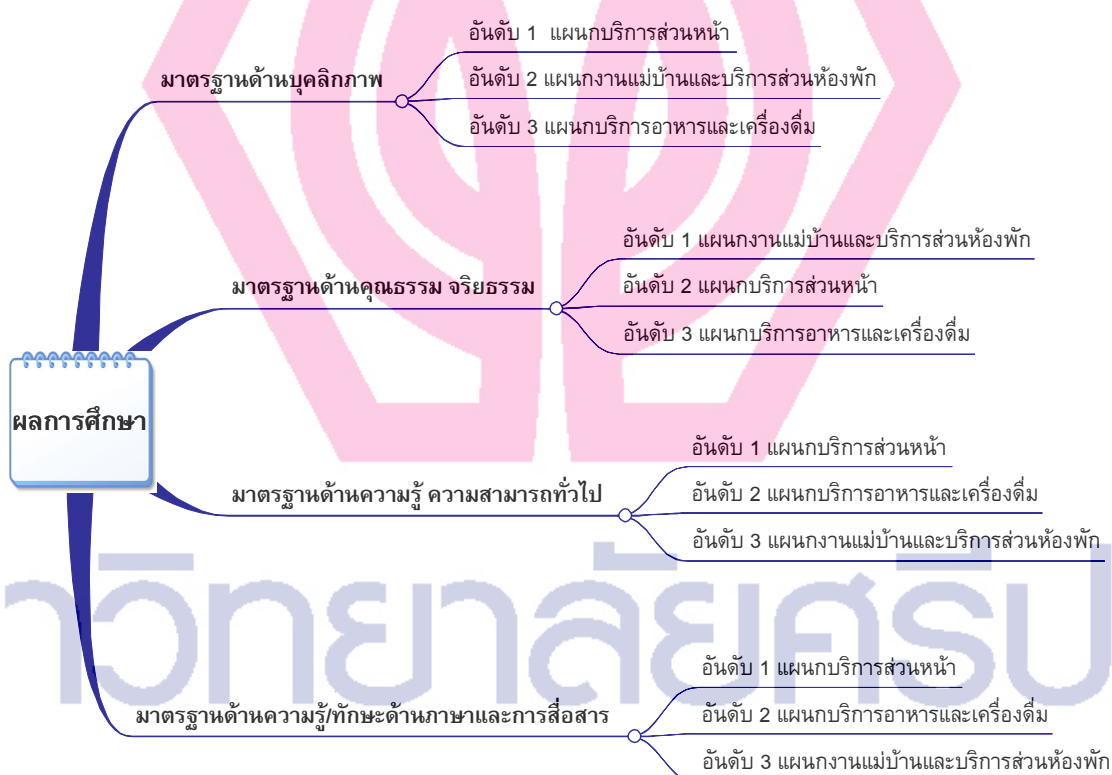 อันดับ 1 แผนกบริการส่วนหน้า
มาตรฐานด้านบุคลิกภาพ
อันดับ 2 แผนกงานแม่บ้านและบริการส่วนห้องพัก
อันดับ 3 แผนกบริการอาหารและเครื่องดื่ม
อันดับ 1 แผนกงานแม่บ้านและบริการส่วนห้องพัก
มาตรฐานด้านคุณธรรม จริยธรรม
อันดับ 2 แผนกบริการส่วนหน้า
อันดับ 3 แผนกบริการอาหารและเครื่องดื่ม
ผลการศึกษา
อันดับ 1 แผนกบริการส่วนหน้า
มาตรฐานด้านความรู้ ความสามารถทั่วไป
อันดับ 2 แผนกบริการอาหารและเครื่องดื่ม
อันดับ 3 แผนกงานแม่บ้านและบริการส่วนห้องพัก
าวิทยาลัยศรีป
อันดับ 1 แผนกบริการส่วนหน้า
มาตรฐานด้านความรู้/ทักษะด้านภาษาและการสื่อสาร
อันดับ 2 แผนกบริการอาหารและเครื่องดื่ม
อันดับ 3 แผนกงานแม่บ้านและบริการส่วนห้องพัก